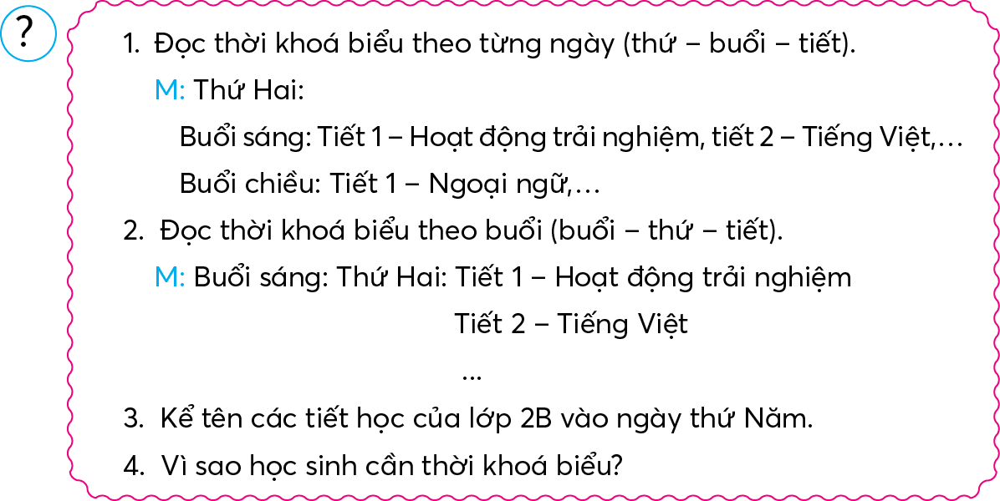 ?
1. Đọc thời khoá biểu theo từng ngày (thứ – buổi – tiết).
M: Thứ Hai:
Buổi sáng: Tiết 1 – Hoạt động trải nghiệm, tiết 2 – Tiếng Việt,...
Buổi chiều: Tiết 1 – Ngoại ngữ,...
2. Đọc thời khoá biểu theo buổi (buổi – thứ – tiết).
M: Buổi sáng: Thứ Hai: Tiết 1 – Hoạt động trải nghiệm
Tiết 2 – Tiếng Việt
...
3. Kể tên các tiết học của lớp 2B vào ngày thứ Năm.
4. Vì sao học sinh cần thời khoá biểu?